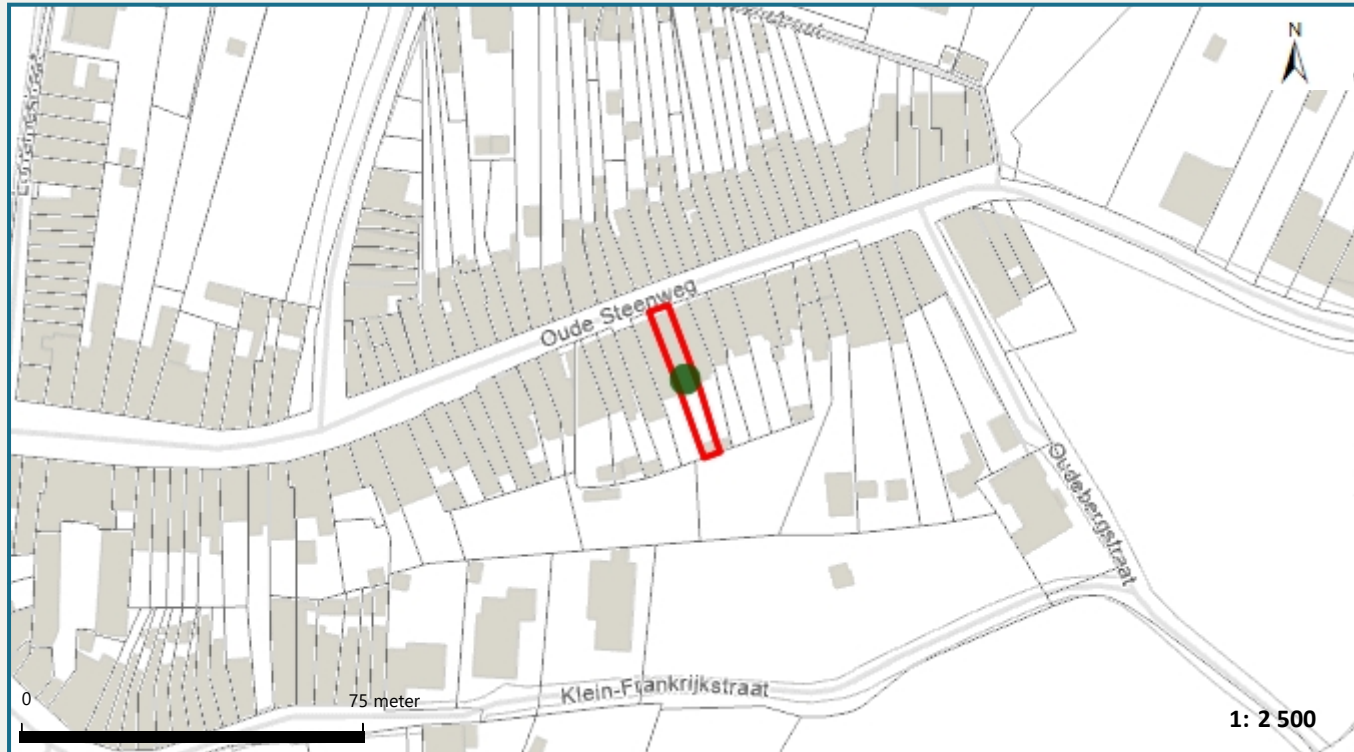 N
Oude Steenweg
Oudebergstraat
Klein-Frankrijkstraat
0
75 meter
1: 2 500